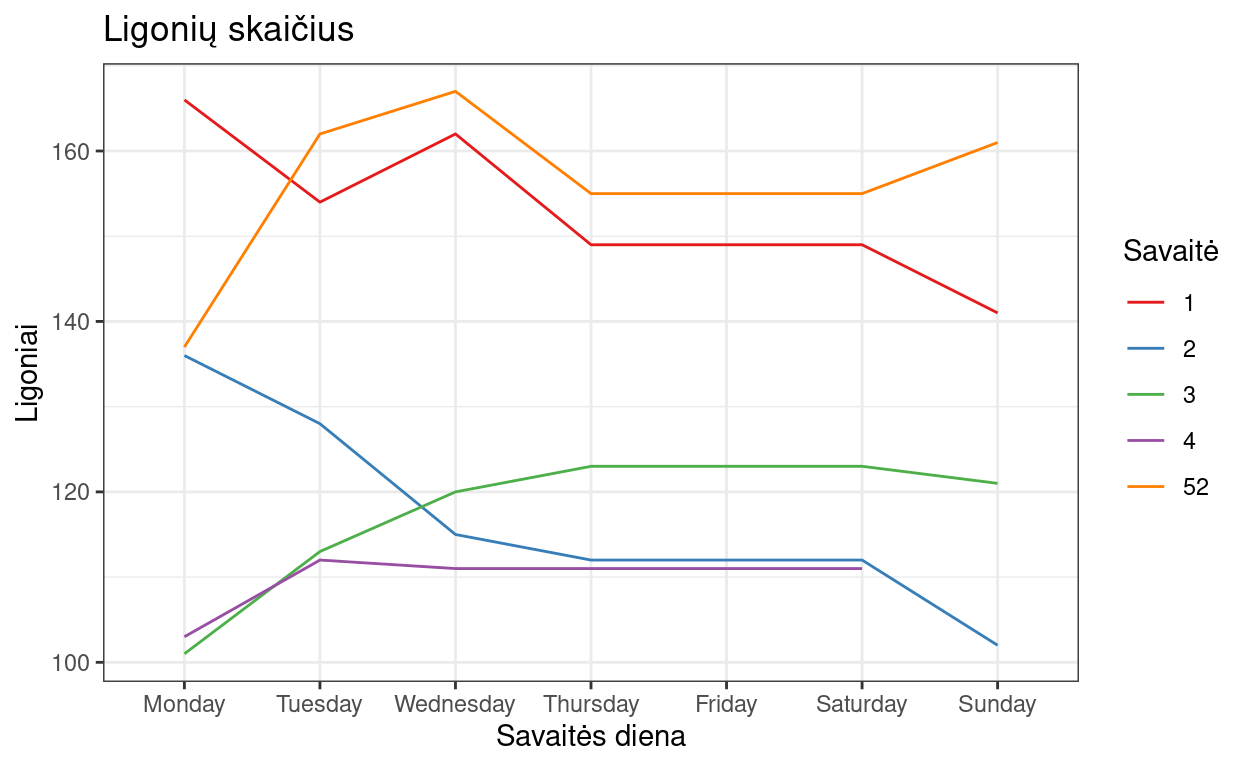 Ligonių skaičius
160
140
120
100
Ligoniai
Monday Tuesday Wednesday Thursday Friday Saturday Sunday
Savaitės diena
Savaitė
1
2
3
4
52